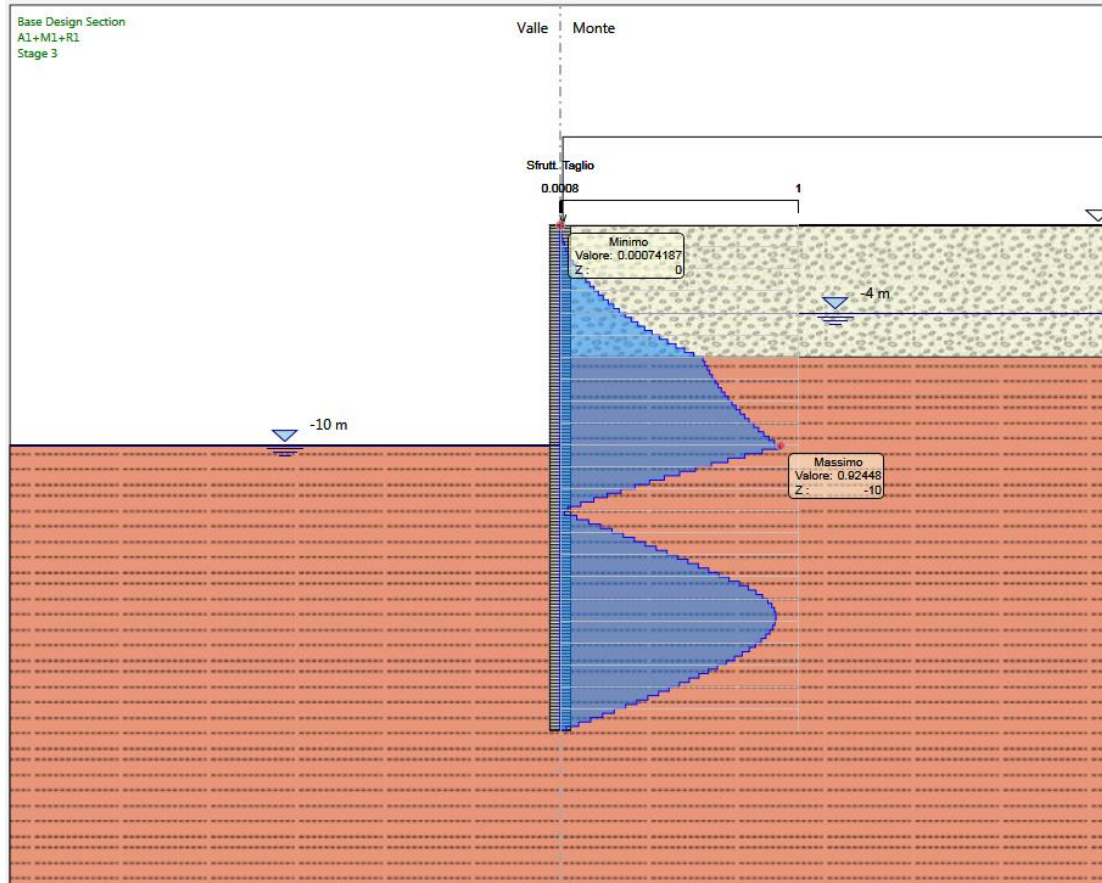 Base Design Section
A1+M1+R1
Stage 3
Valle Monte
Sfrutt. Taglio
0.0008 1
Minimo
Valore: 0.00074187
Z : 0
-4 m
-10 m
Massimo
Valore: 0.92448
Z : -10